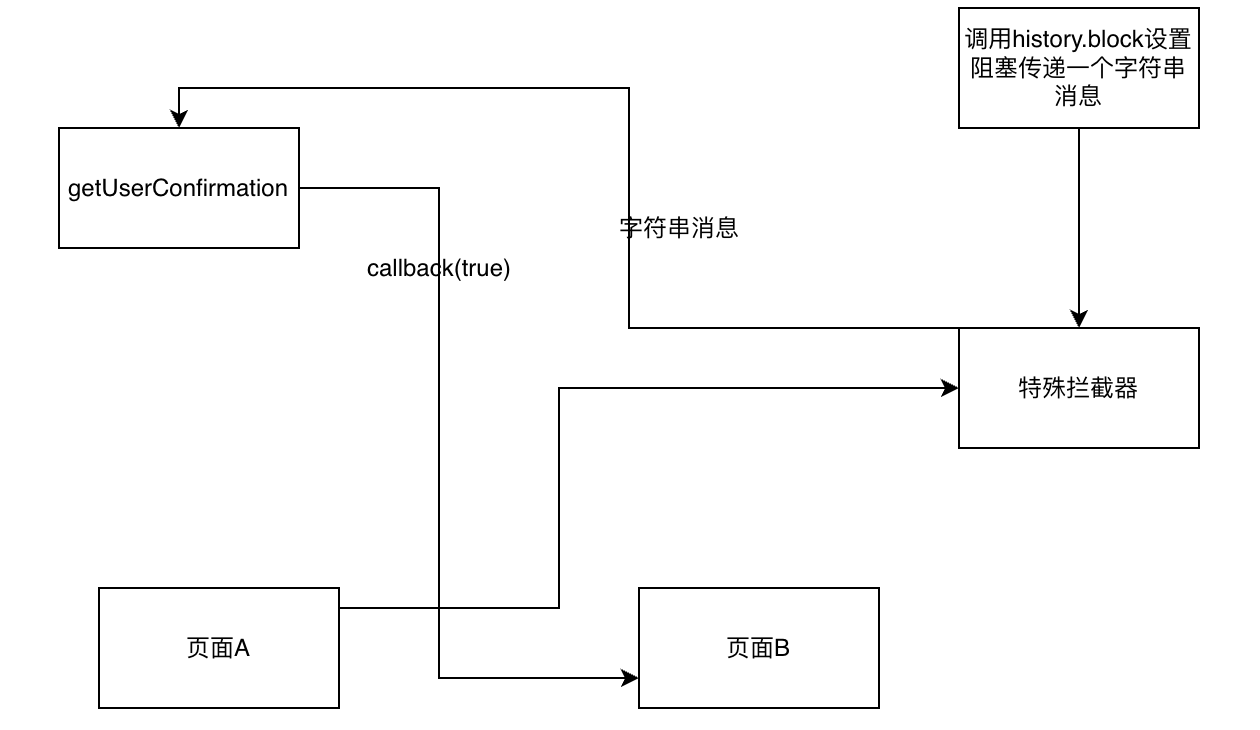 调用history.block设置
阻塞传递一个字符串
消息
getUserConfirmation
字符串消息
callback(true)
特殊拦截器
页面A
页面B